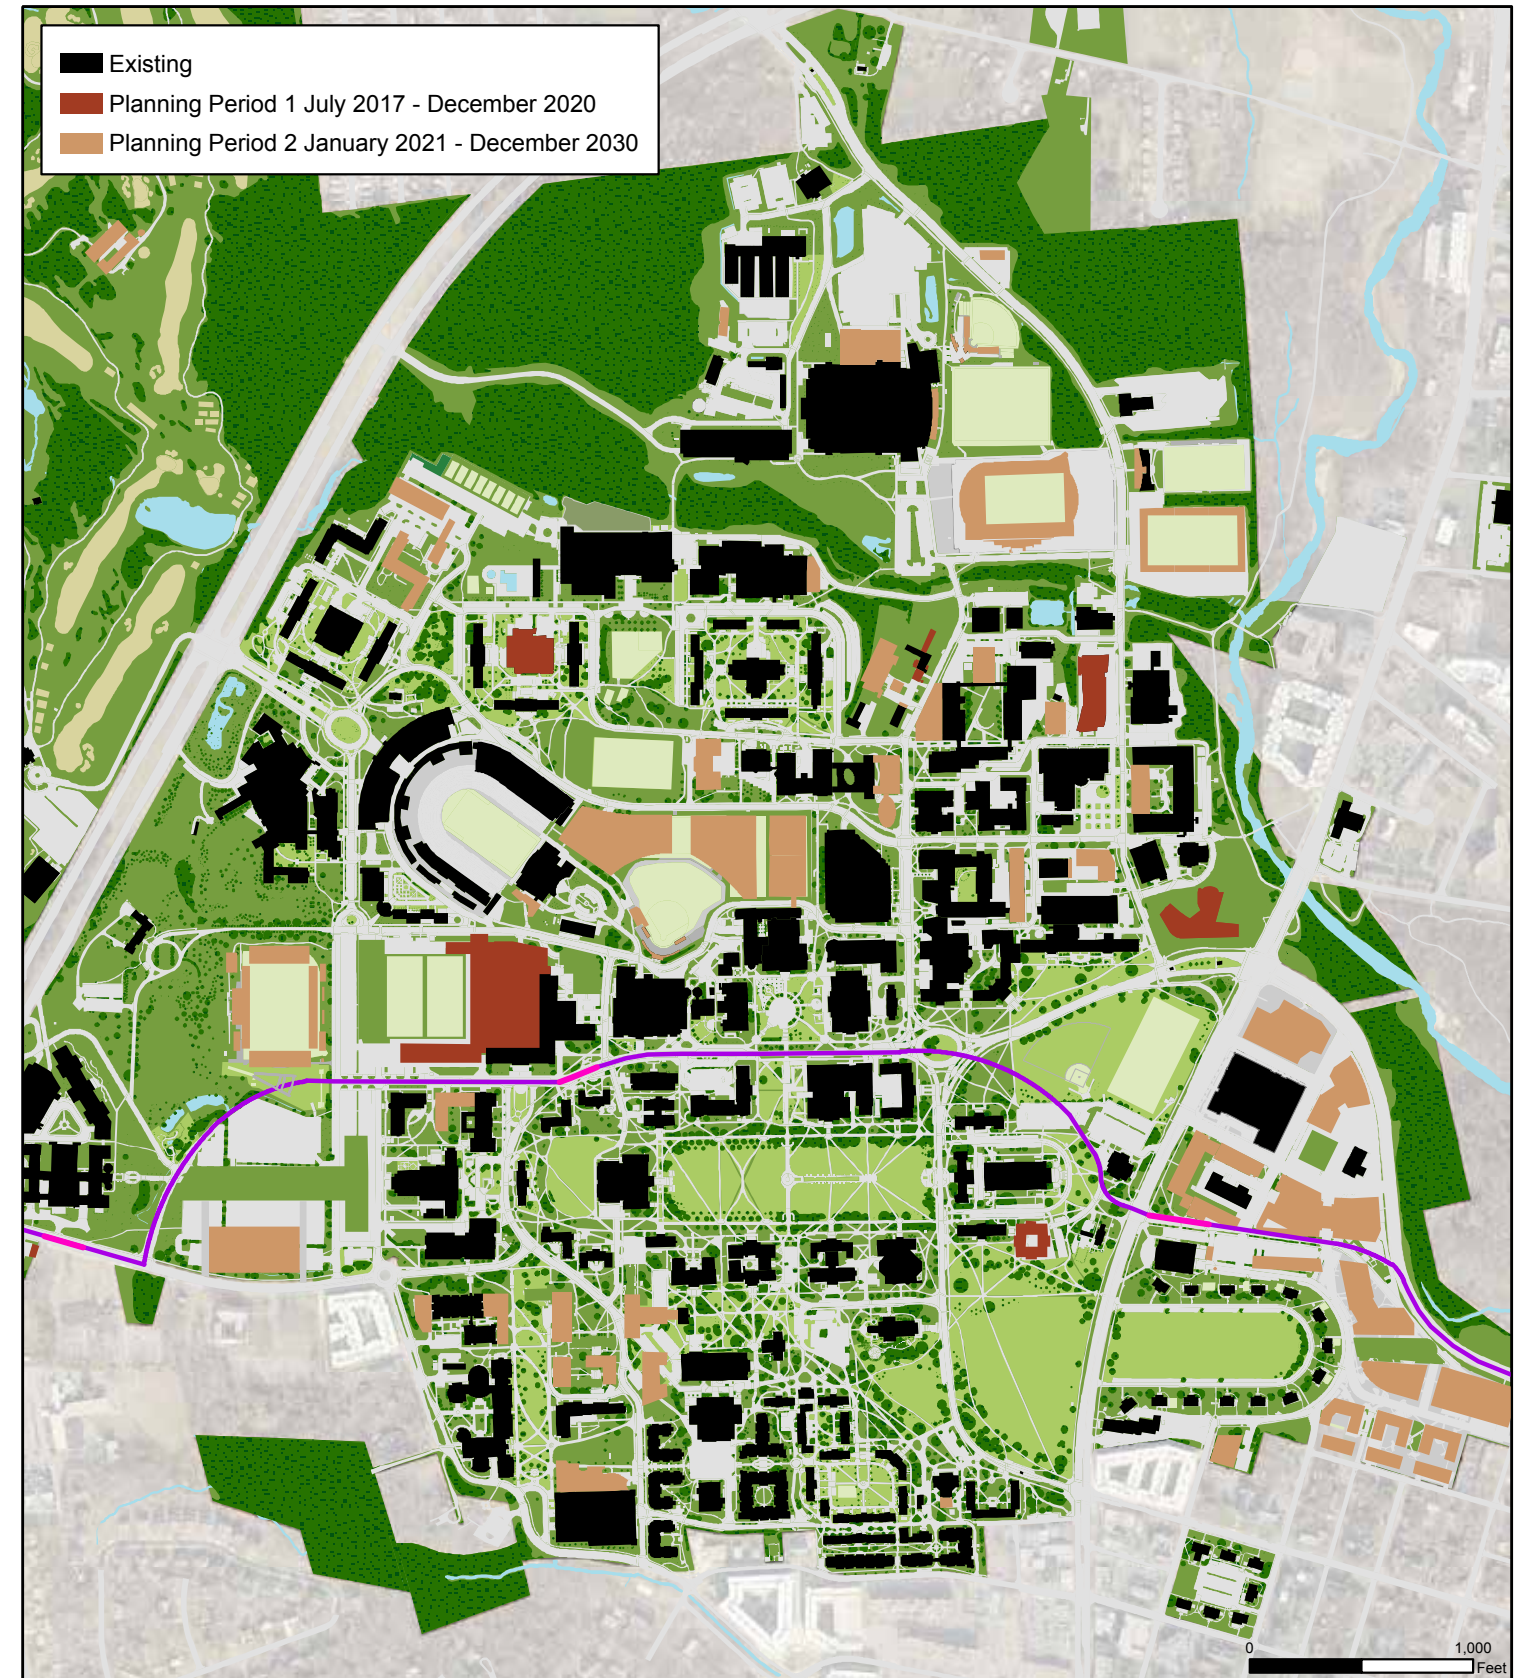 Existing
Planning Period 1 July 2017 - December 2020
Planning Period 2 January 2021 - December 2030
0 1,000
Feet